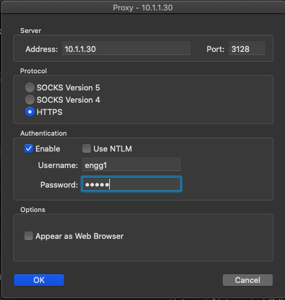 Proxy - 10.1.1.30
Server
Address: 10.1.1.30 Port: 3128
Protocol
SOCKS Version 5
SOCKS Version 4
HTTPS
Authentication
Enable Use NTLM
Username: engg1
Password: •••••
Options
Appear as Web Browser
OK Cancel